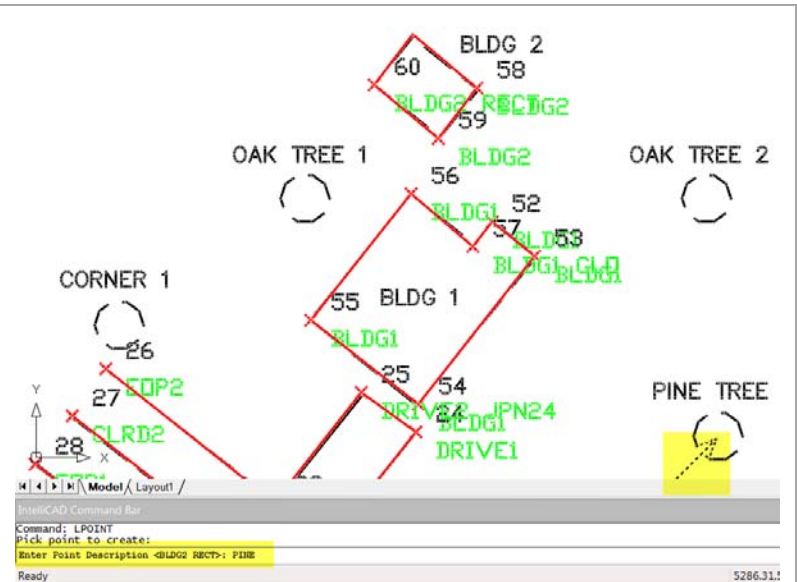 BLDG 2
60
58
BLDG2 RECT
BLDG2
59
OAK TREE 1
BLDG2
OAK TREE 2
56
BLDG1
52
57
53
CORNER 1
BLDG1 CLO
BLDG1
55
BLDG 1
26
BLDG1
25
54
EOP2
27
DRIVE2 JPN24
PINE TREE
CLRD2
BLDG1
28
DRIVE1
Y
X
Model
Layout1
IntelliCAD Command Bar
Command: LPOINT
Pick point to create:
Enter Point Description <BLDG2 RECT>: PINE
Ready